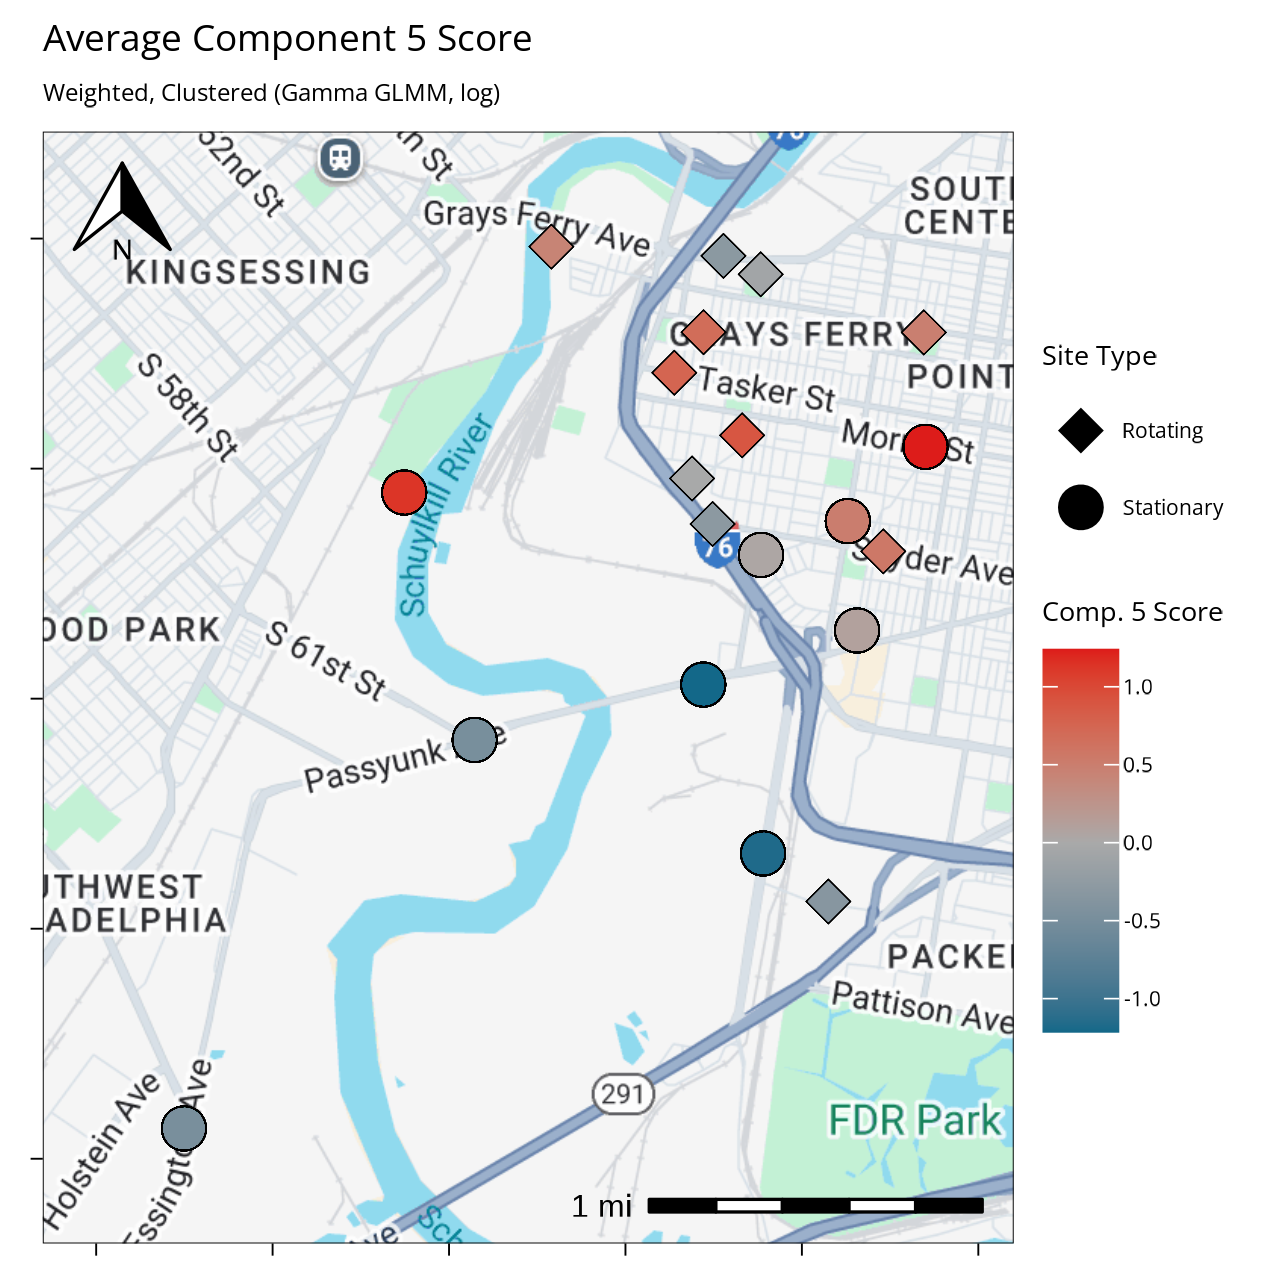 Average Component 5 Score
Weighted, Clustered (Gamma GLMM, log)
52nd St
th St
76
SOUTH
CENTE
Grays Ferry Ave
N
KINGSESSING
GRAYS FERRY
S 58th St
Tasker St
POINT
Morris St
Schuylkill River
76
Snyder Ave
OOD PARK
S 61st St
Passyunk Ave
UTHWEST
ADELPHIA
PACKE
Pattison Ave
Holstein Ave
Essington Ave
291
FDR Park
1 mi
Ave
Sch
Site Type
Rotating
Stationary
Comp. 5 Score
1.0
0.5
0.0
-0.5
-1.0